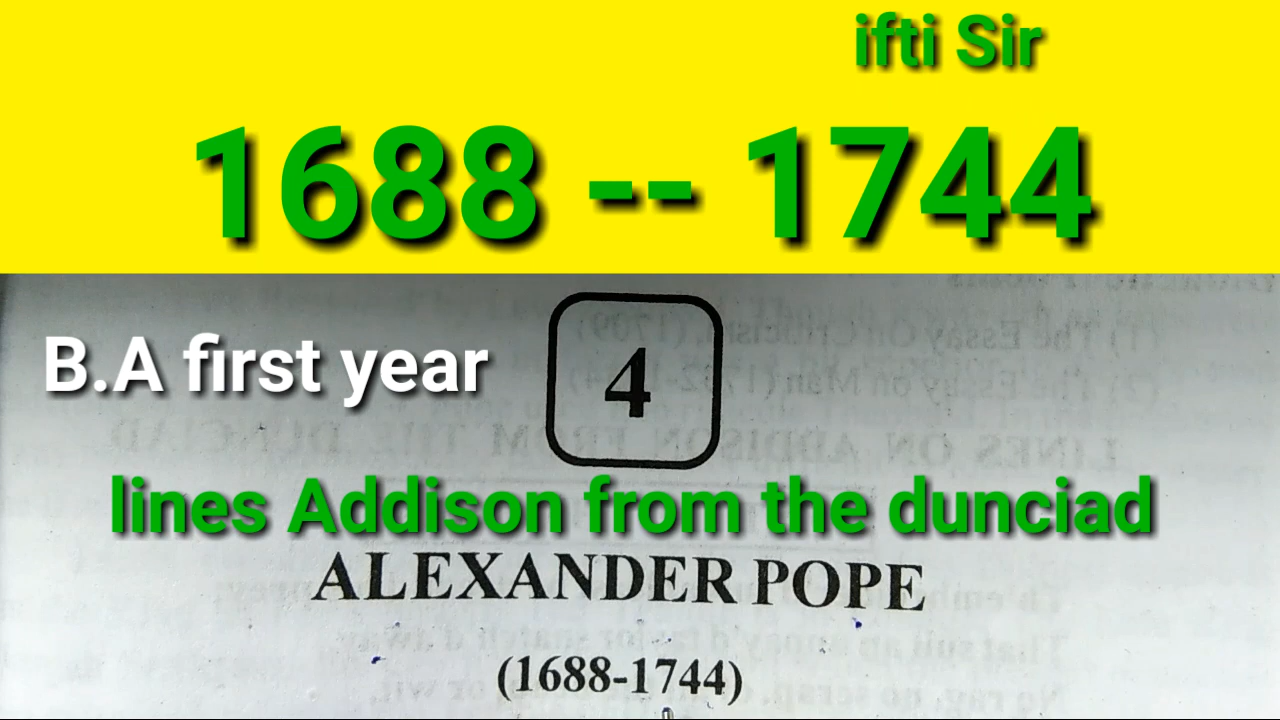 ifti Sir
1688 -- 1744
B.A first year
4
lines Addison from the dunciad
ALEXANDER POPE
(1688-1744)